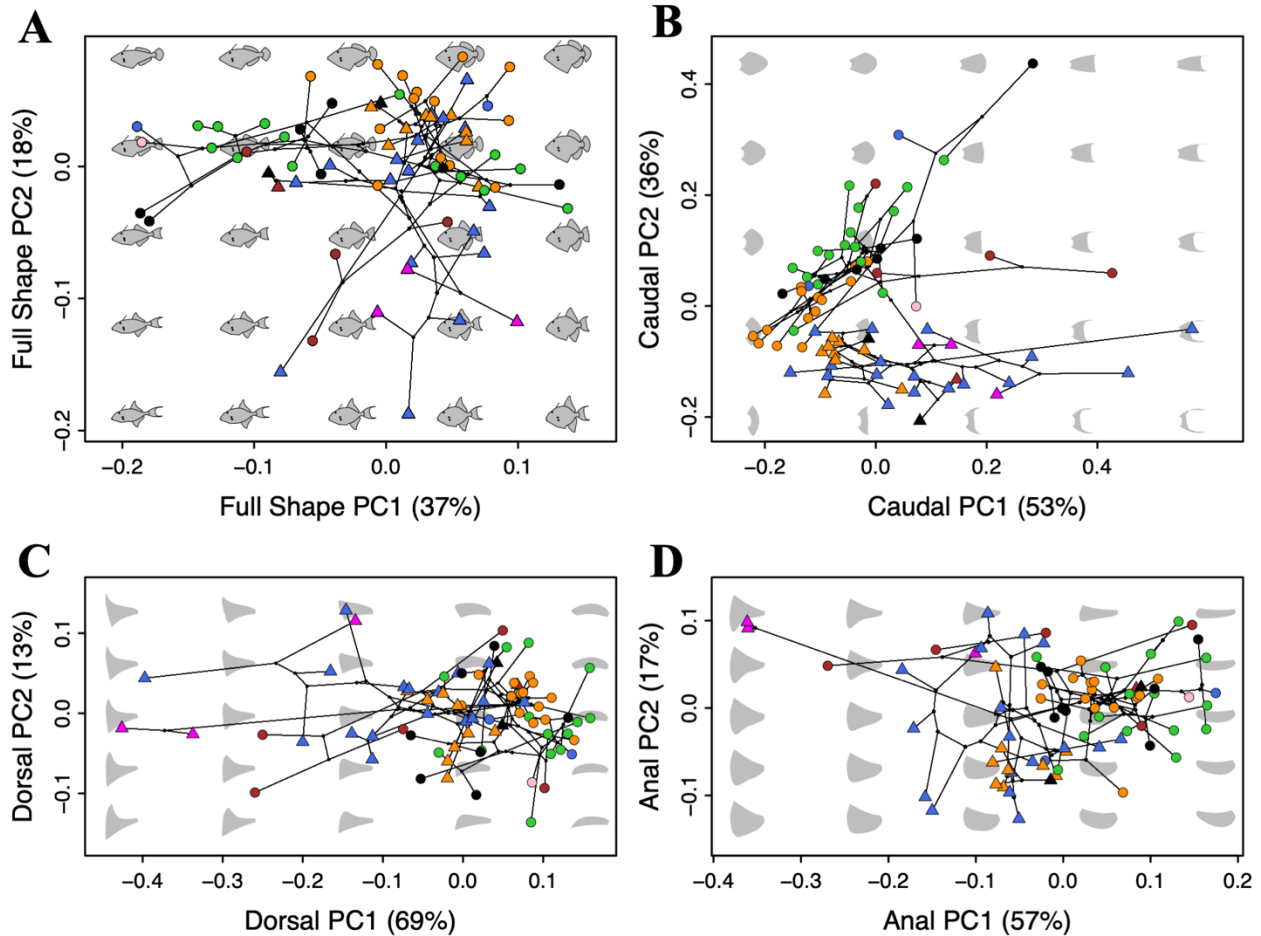 A
Full Shape PC2 (18%)
0.0
−0.1
−0.2
−0.2
−0.1
0.0
0.1
Full Shape PC1 (37%)
B
Caudal PC2 (36%)
0.4
0.2
0.0
−0.2
−0.2
0.0
0.2
0.4
Caudal PC1 (53%)
C
Dorsal PC2 (13%)
0.1
0.0
−0.1
−0.4
−0.3
−0.2
−0.1
0.0
0.1
Dorsal PC1 (69%)
D
Anal PC2 (17%)
0.1
0.0
−0.1
−0.4
−0.3
−0.2
−0.1
0.0
0.1
0.2
Anal PC1 (57%)